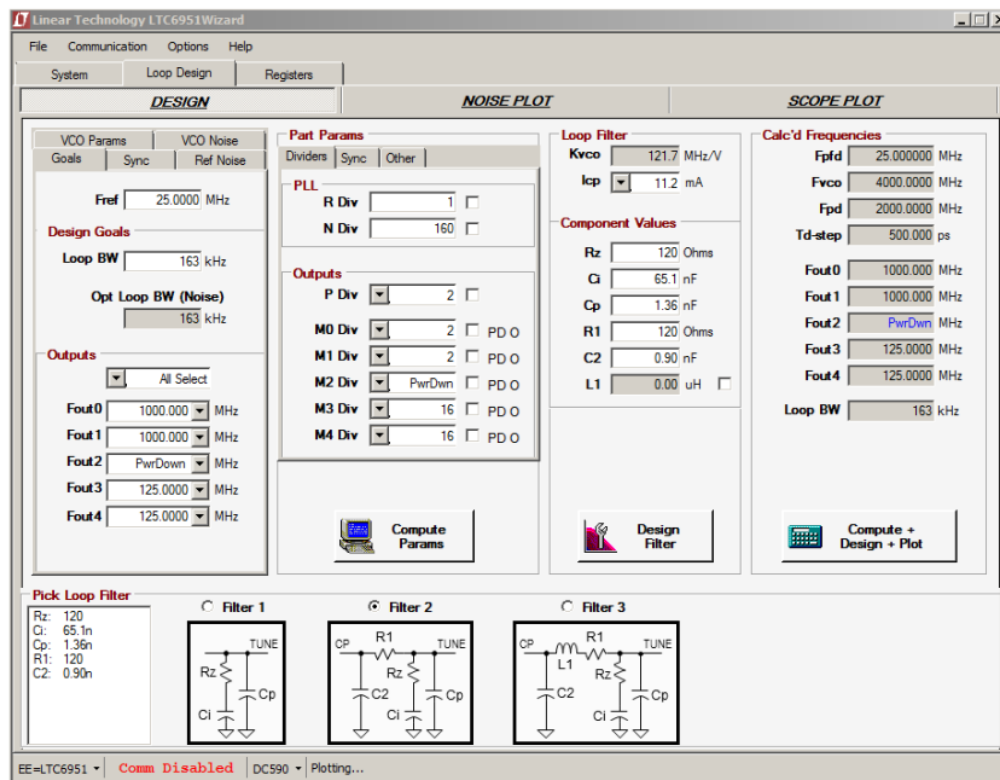 Linear Technology LTC6951Wizard
File Communication Options Help
System Loop Design Registers
DESIGN NOISE PLOT SCOPE PLOT
VCO Params VCO Noise
Goals Sync Ref Noise
Fref 25.0000 MHz
Design Goals
Loop BW 163 kHz
Opt Loop BW (Noise)
163 kHz
Outputs
All Select
Fout0 1000.000 MHz
Fout1 1000.000 MHz
Fout2 PwrDown MHz
Fout3 125.0000 MHz
Fout4 125.0000 MHz
Part Params
Dividers Sync Other
PLL
R Div 1
N Div 160
Outputs
P Div 2
M0 Div 2 PD O
M1 Div 2 PD O
M2 Div PwrDwn PD O
M3 Div 16 PD O
M4 Div 16 PD O
Compute
Params
Loop Filter
Kvco 121.7 MHz/V
Icp 11.2 mA
Component Values
Rz 120 Ohms
Ci 65.1 nF
Cp 1.36 nF
R1 120 Ohms
C2 0.90 nF
L1 0.00 uH
Design
Filter
Calc'd Frequencies
Fpfd 25.000000 MHz
Fvco 4000.0000 MHz
Fpd 2000.0000 MHz
Td-step 500.000 ps
Fout0 1000.000 MHz
Fout1 1000.000 MHz
Fout2 PwrDwn MHz
Fout3 125.0000 MHz
Fout4 125.0000 MHz
Loop BW 163 kHz
Compute +
Design + Plot
Pick Loop Filter
Rz: 120
Ci: 65.1n
Cp: 1.36n
R1: 120
C2: 0.90n
Filter 1
TUNE
Rz
Cp
Ci
Filter 2
CP R1 TUNE
Rz
C2 Cp
Ci
Filter 3
CP R1 TUNE
L1
Rz
C2 Cp
Ci
EE=LTC6951 Comm Disabled DC590 Plotting...